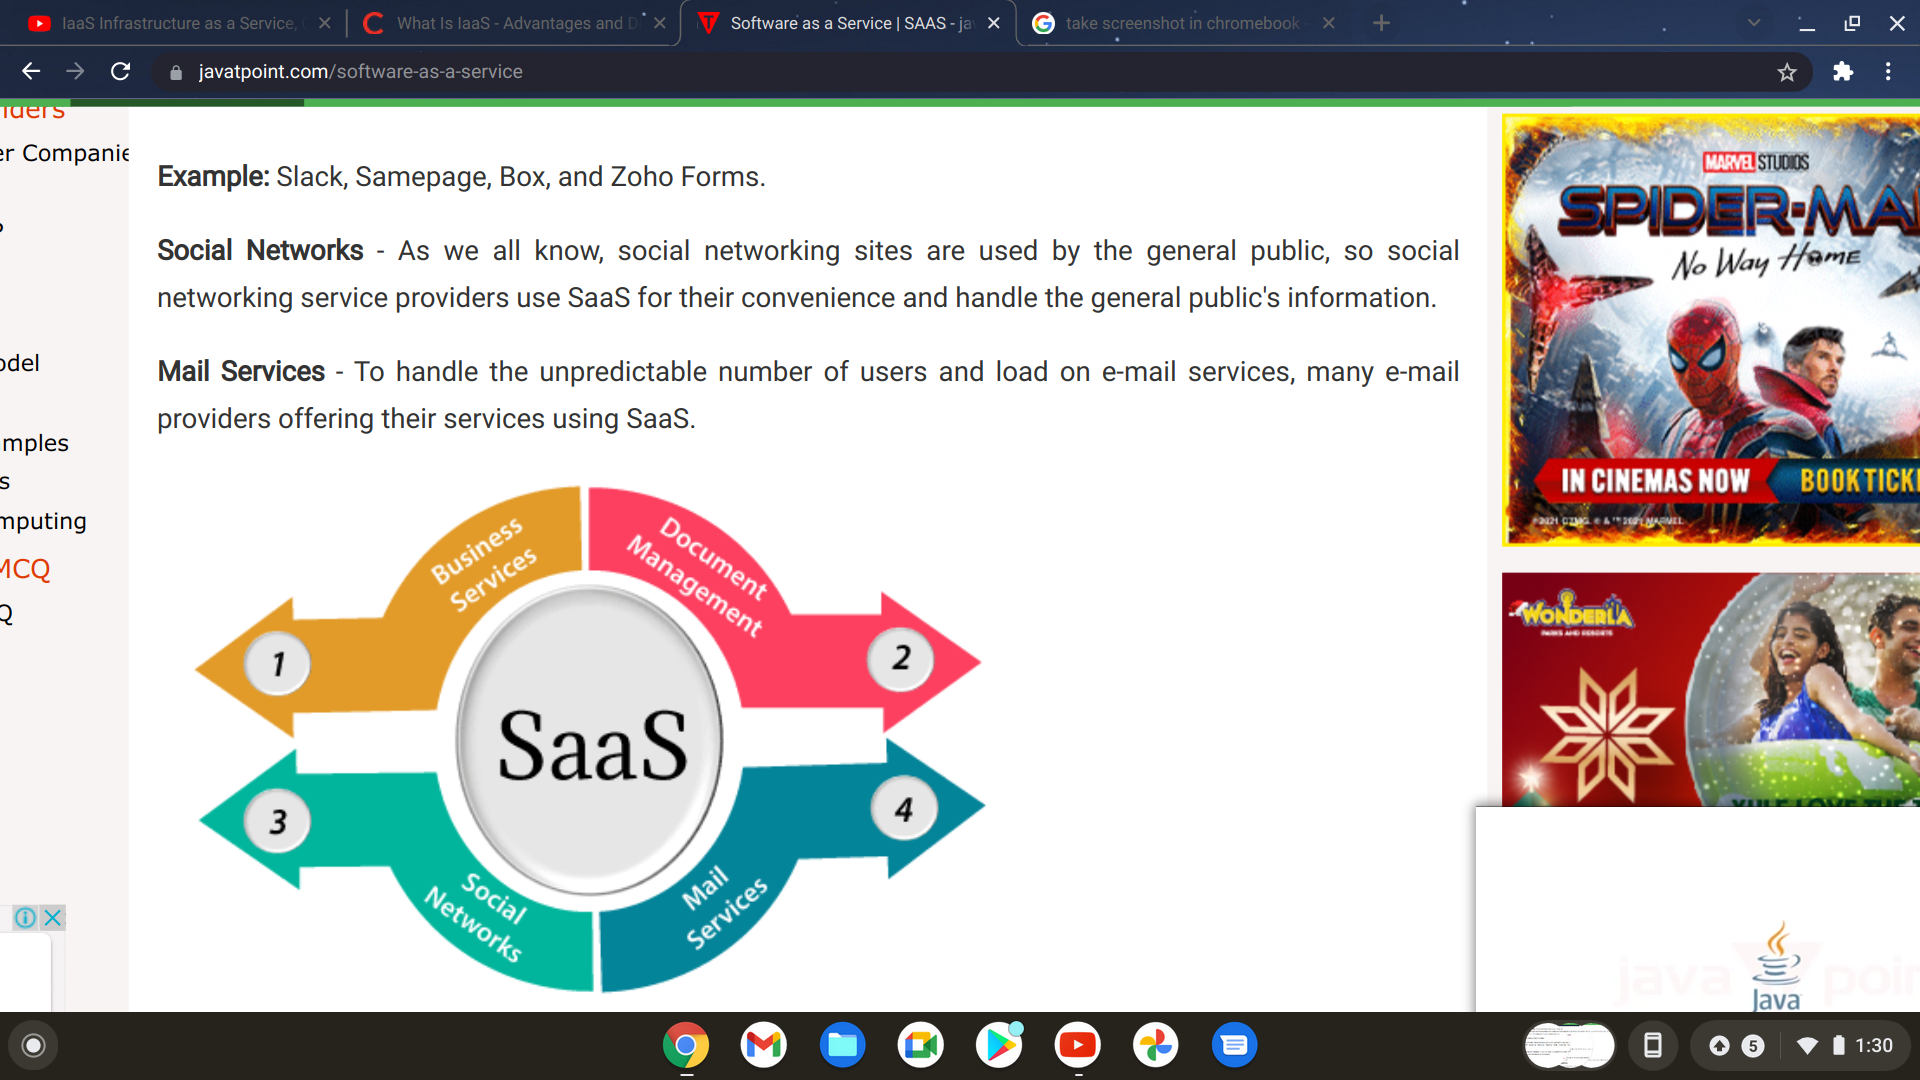 IaaS Infrastructure as a Service,
What Is IaaS - Advantages and D
Software as a Service | SAAS - ja
take screenshot in chromebook -
javatpoint.com/software-as-a-service
iders
er Companie
odel
amples
s
mputing
MCQ
Q
Example: Slack, Samepage, Box, and Zoho Forms.
Social Networks - As we all know, social networking sites are used by the general public, so social
networking service providers use SaaS for their convenience and handle the general public's information.
Mail Services - To handle the unpredictable number of users and load on e-mail services, many e-mail
providers offering their services using SaaS.
Business
Services
Document
Management
1
2
SaaS
3
4
Social
Networks
Mail
Services
MARVEL STUDIOS
SPIDER-MA
No Way Home
IN CINEMAS NOW
BOOK TICK
WONDERLA
PARKS AND RESORTS
java
poin
Java
5
1:30